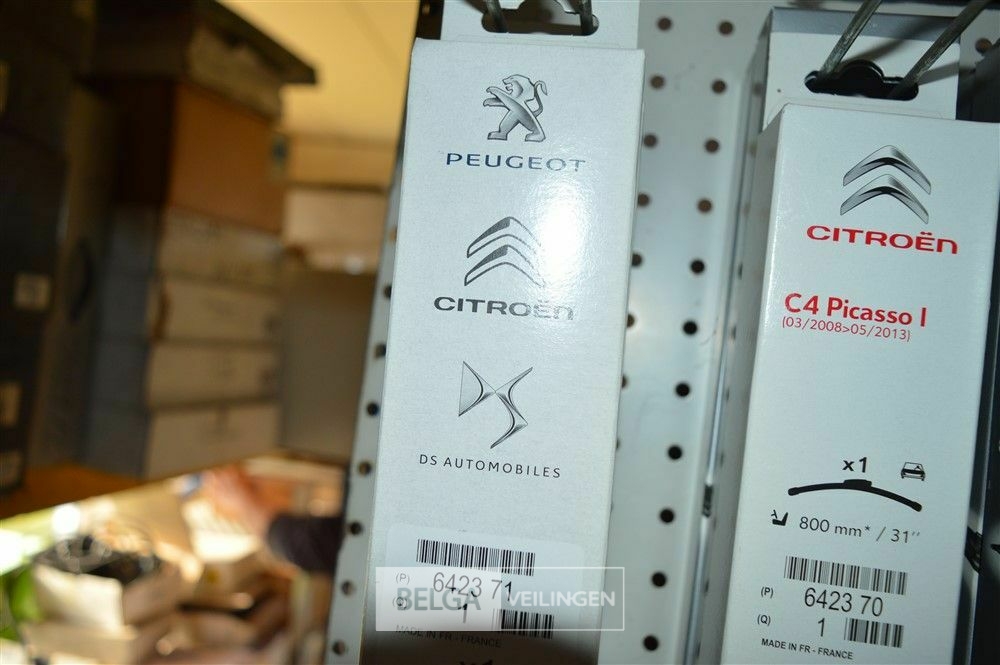 PEUGEOT
CITROËN
DS AUTOMOBILES
(P) 6423 71
(Q) 1
MADE IN FR - FRANCE
x1
BELGA VEILINGEN
CITROËN
C4 Picasso I
(03/2008>05/2013)
x1
800 mm* / 31"
(P) 6423 70
(Q) 1
MADE IN FR - FRANCE